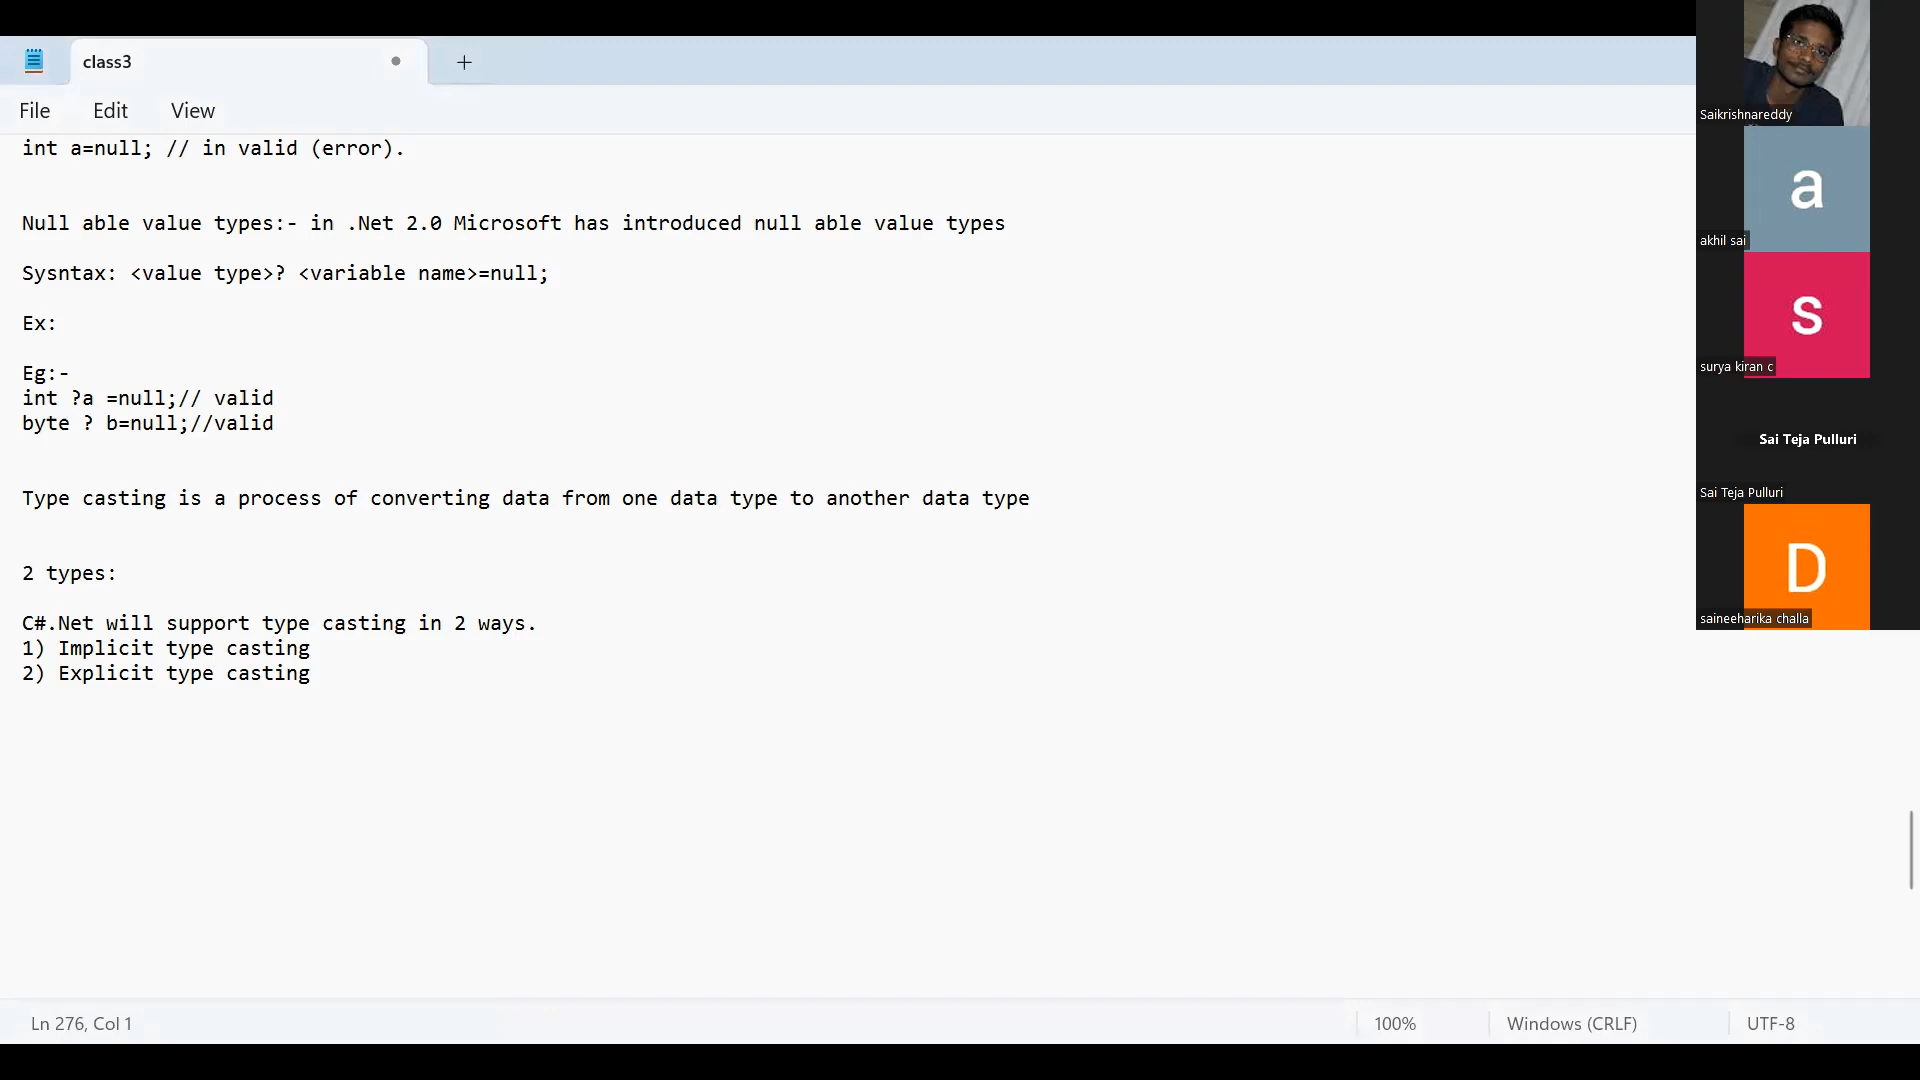 class3
File Edit View
int a=null; // in valid (error).
Null able value types:- in .Net 2.0 Microsoft has introduced null able value types
Sysntax: <value type>? <variable name>=null;
Ex:
Eg:-
int ?a =null;// valid
byte ? b=null;//valid
Type casting is a process of converting data from one data type to another data type
2 types:
C#.Net will support type casting in 2 ways.
1) Implicit type casting
2) Explicit type casting
Ln 276, Col 1 100% Windows (CRLF) UTF-8
Saikrishnareddy
a
akhil sai
s
surya kiran c
Sai Teja Pulluri
Sai Teja Pulluri
D
saineeharika challa